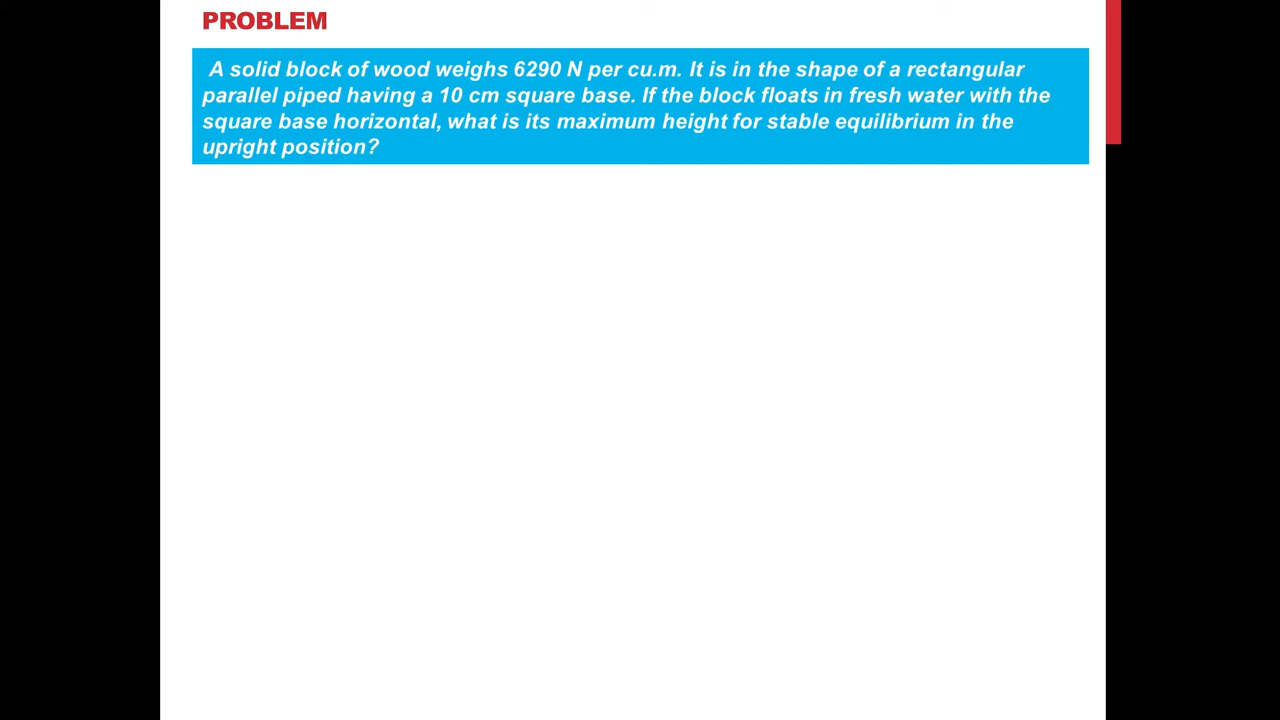 PROBLEM
A solid block of wood weighs 6290 N per cu.m. It is in the shape of a rectangular
parallel piped having a 10 cm square base. If the block floats in fresh water with the
square base horizontal, what is its maximum height for stable equilibrium in the
upright position?